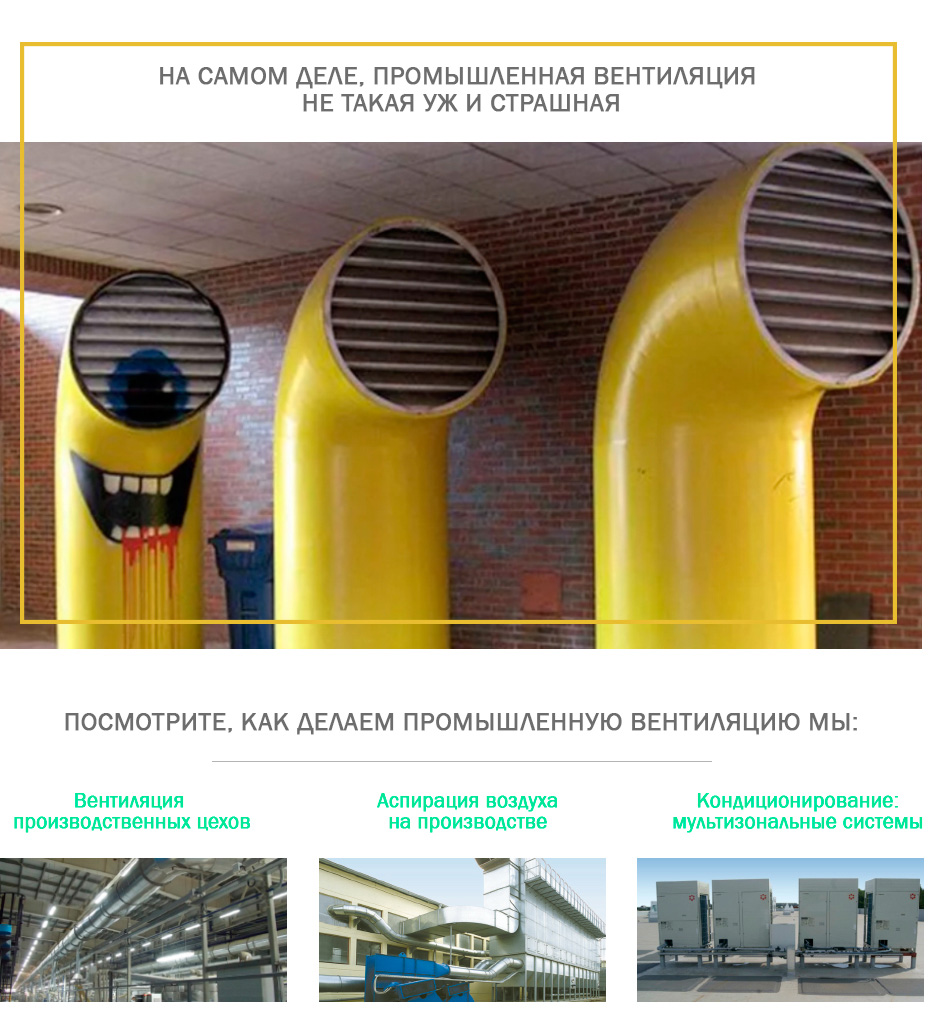 НА САМОМ ДЕЛЕ, ПРОМЫШЛЕННАЯ ВЕНТИЛЯЦИЯ
НЕ ТАКАЯ УЖ И СТРАШНАЯ
ПОСМОТРИТЕ, КАК ДЕЛАЕМ ПРОМЫШЛЕННУЮ ВЕНТИЛЯЦИЮ МЫ:
Вентиляция
производственных цехов
Аспирация воздуха
на производстве
Кондиционирование:
мультизональные системы